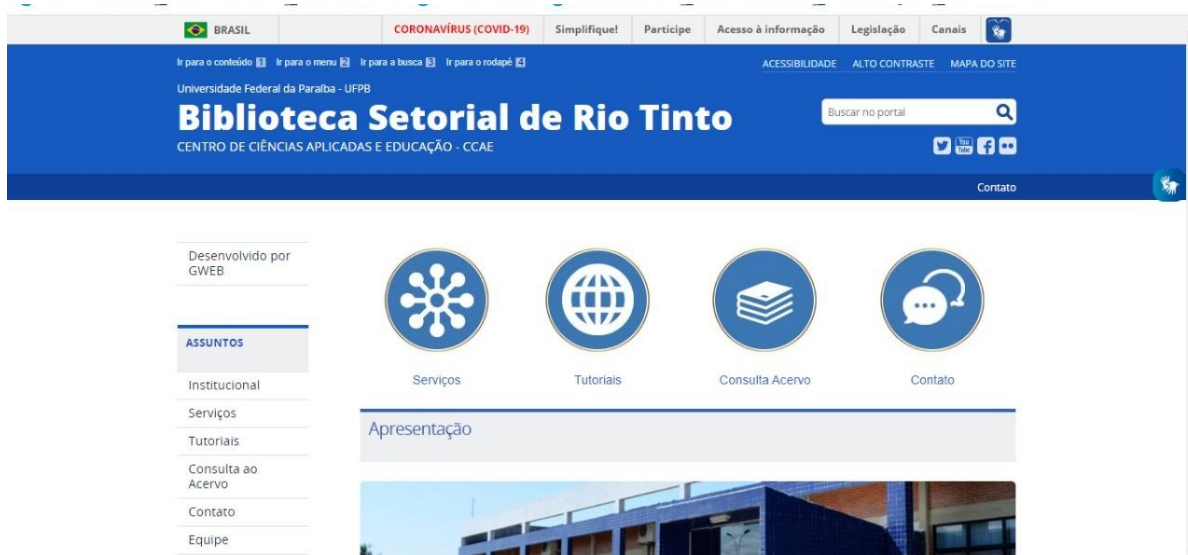 BRASIL
CORONAVÍRUS (COVID-19)
Simplifique!
Participe
Acesso à informação
Legislação
Canais
Ir para o conteúdo 1 Ir para o menu 2 Ir para a busca 3 Ir para o rodapé 4
ACESSIBILIDADE ALTO CONTRASTE MAPA DO SITE
Universidade Federal da Paraíba - UFPB
Biblioteca Setorial de Rio Tinto
CENTRO DE CIÊNCIAS APLICADAS E EDUCAÇÃO - CCAE
Buscar no portal
You
Tube
Contato
Desenvolvido por
GWEB
ASSUNTOS
Institucional
Serviços
Tutoriais
Consulta ao
Acervo
Contato
Equipe
Serviços
Tutoriais
Consulta Acervo
Contato
Apresentação